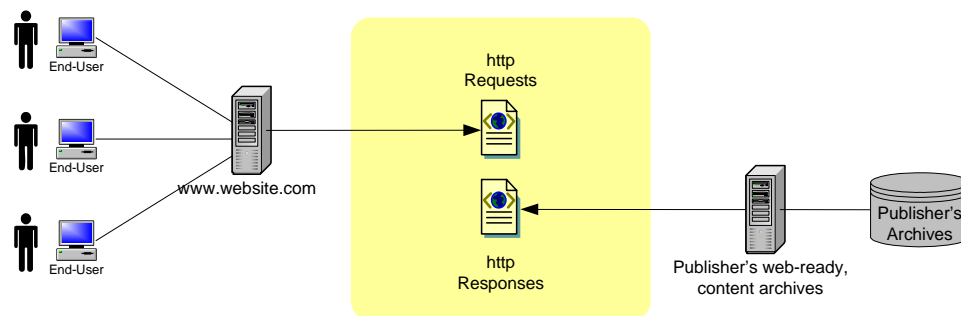 End-User
End-User
End-User
www.website.com
http
Requests
http
Responses
Publisher's web-ready,
content archives
Publisher's
Archives